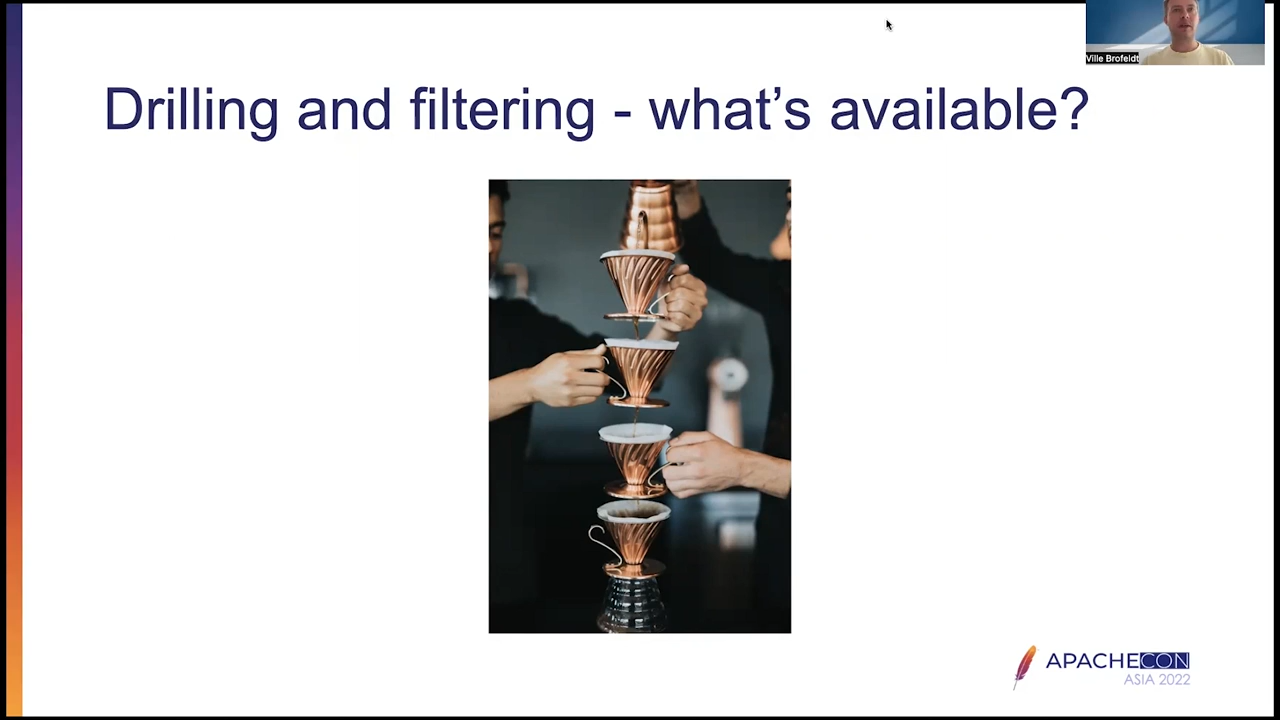 Ville Brofeldt
Drilling and filtering - what's available?
APACHECON
ASIA 2022